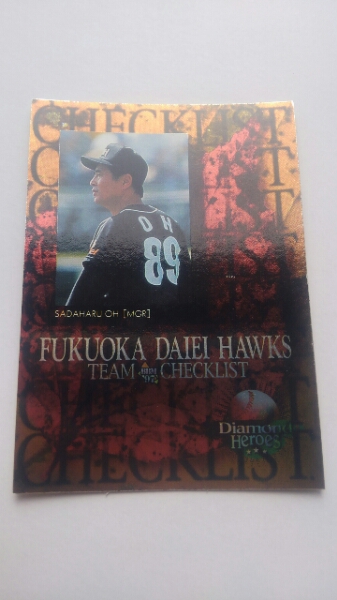 CHECKLIST
OH
89
SADAHARU OH [MGR]
FUKUOKA DAIEI HAWKS
TEAM CHECKLIST
Diamond
Heroes
CHECKLIST